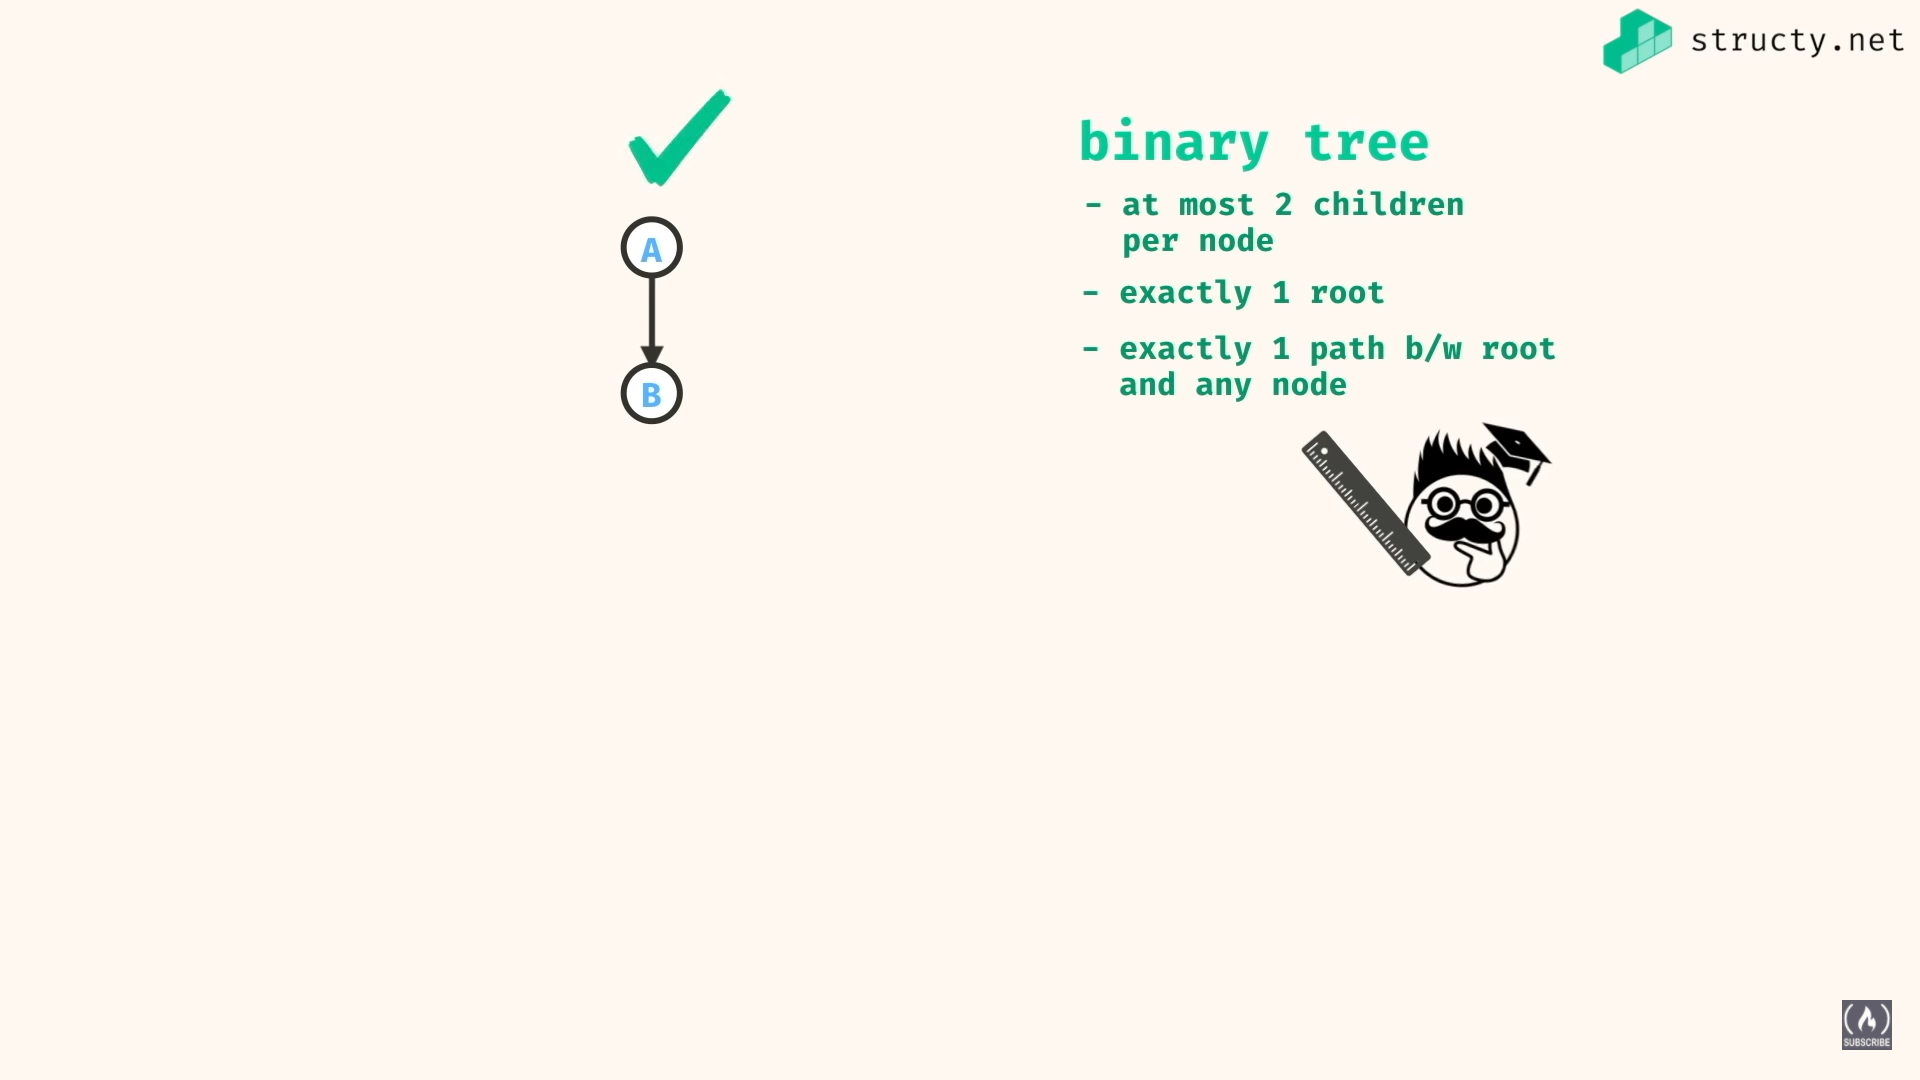 structy.net
binary tree
- at most 2 children
per node
- exactly 1 root
- exactly 1 path b/w root
and any node
A
B
SUBSCRIBE